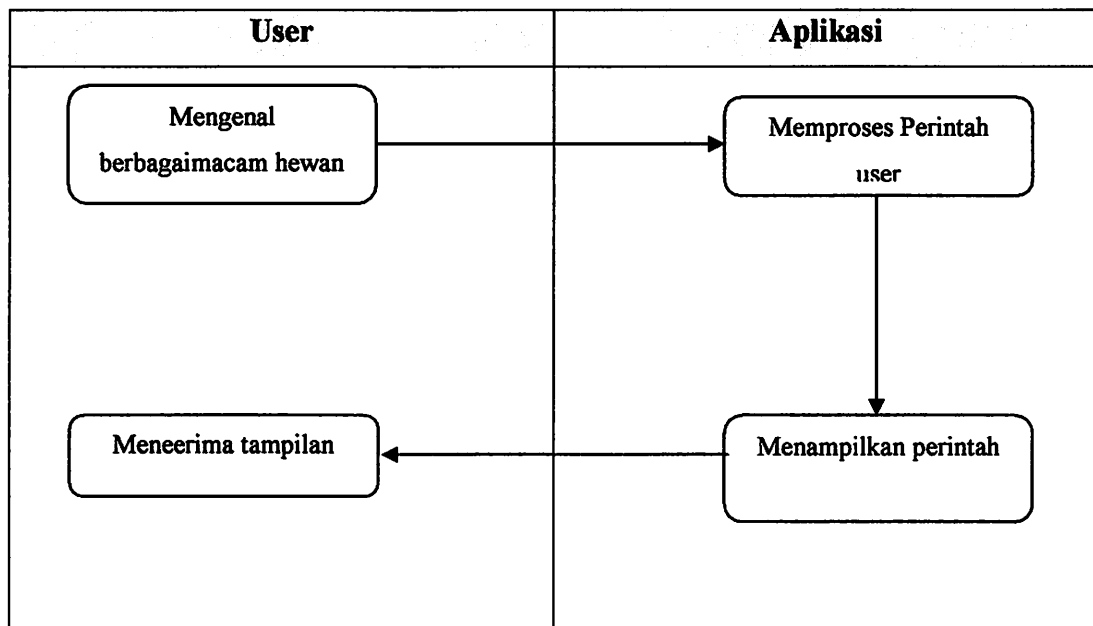 User
Aplikasi
Mengenal
berbagaimacam hewan
Memproses Perintah
user
Menampilkan perintah
Meneerima tampilan